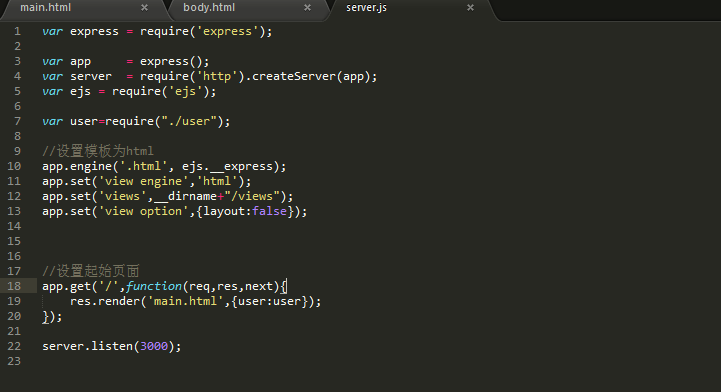 main.html × body.html × server.js ×
1 var express = require('express');
2
3 var app     = express();
4 var server  = require('http').createServer(app);
5 var ejs = require('ejs');
6
7 var user=require("./user");
8
9 //设置模板为html
10 app.engine('.html', ejs.__express);
11 app.set('view engine','html');
12 app.set('views',__dirname+"/views");
13 app.set('view option',{layout:false});
14
15
16
17 //设置起始页面
18 app.get('/',function(req,res,next){
19     res.render('main.html',{user:user});
20 });
21
22 server.listen(3000);
23